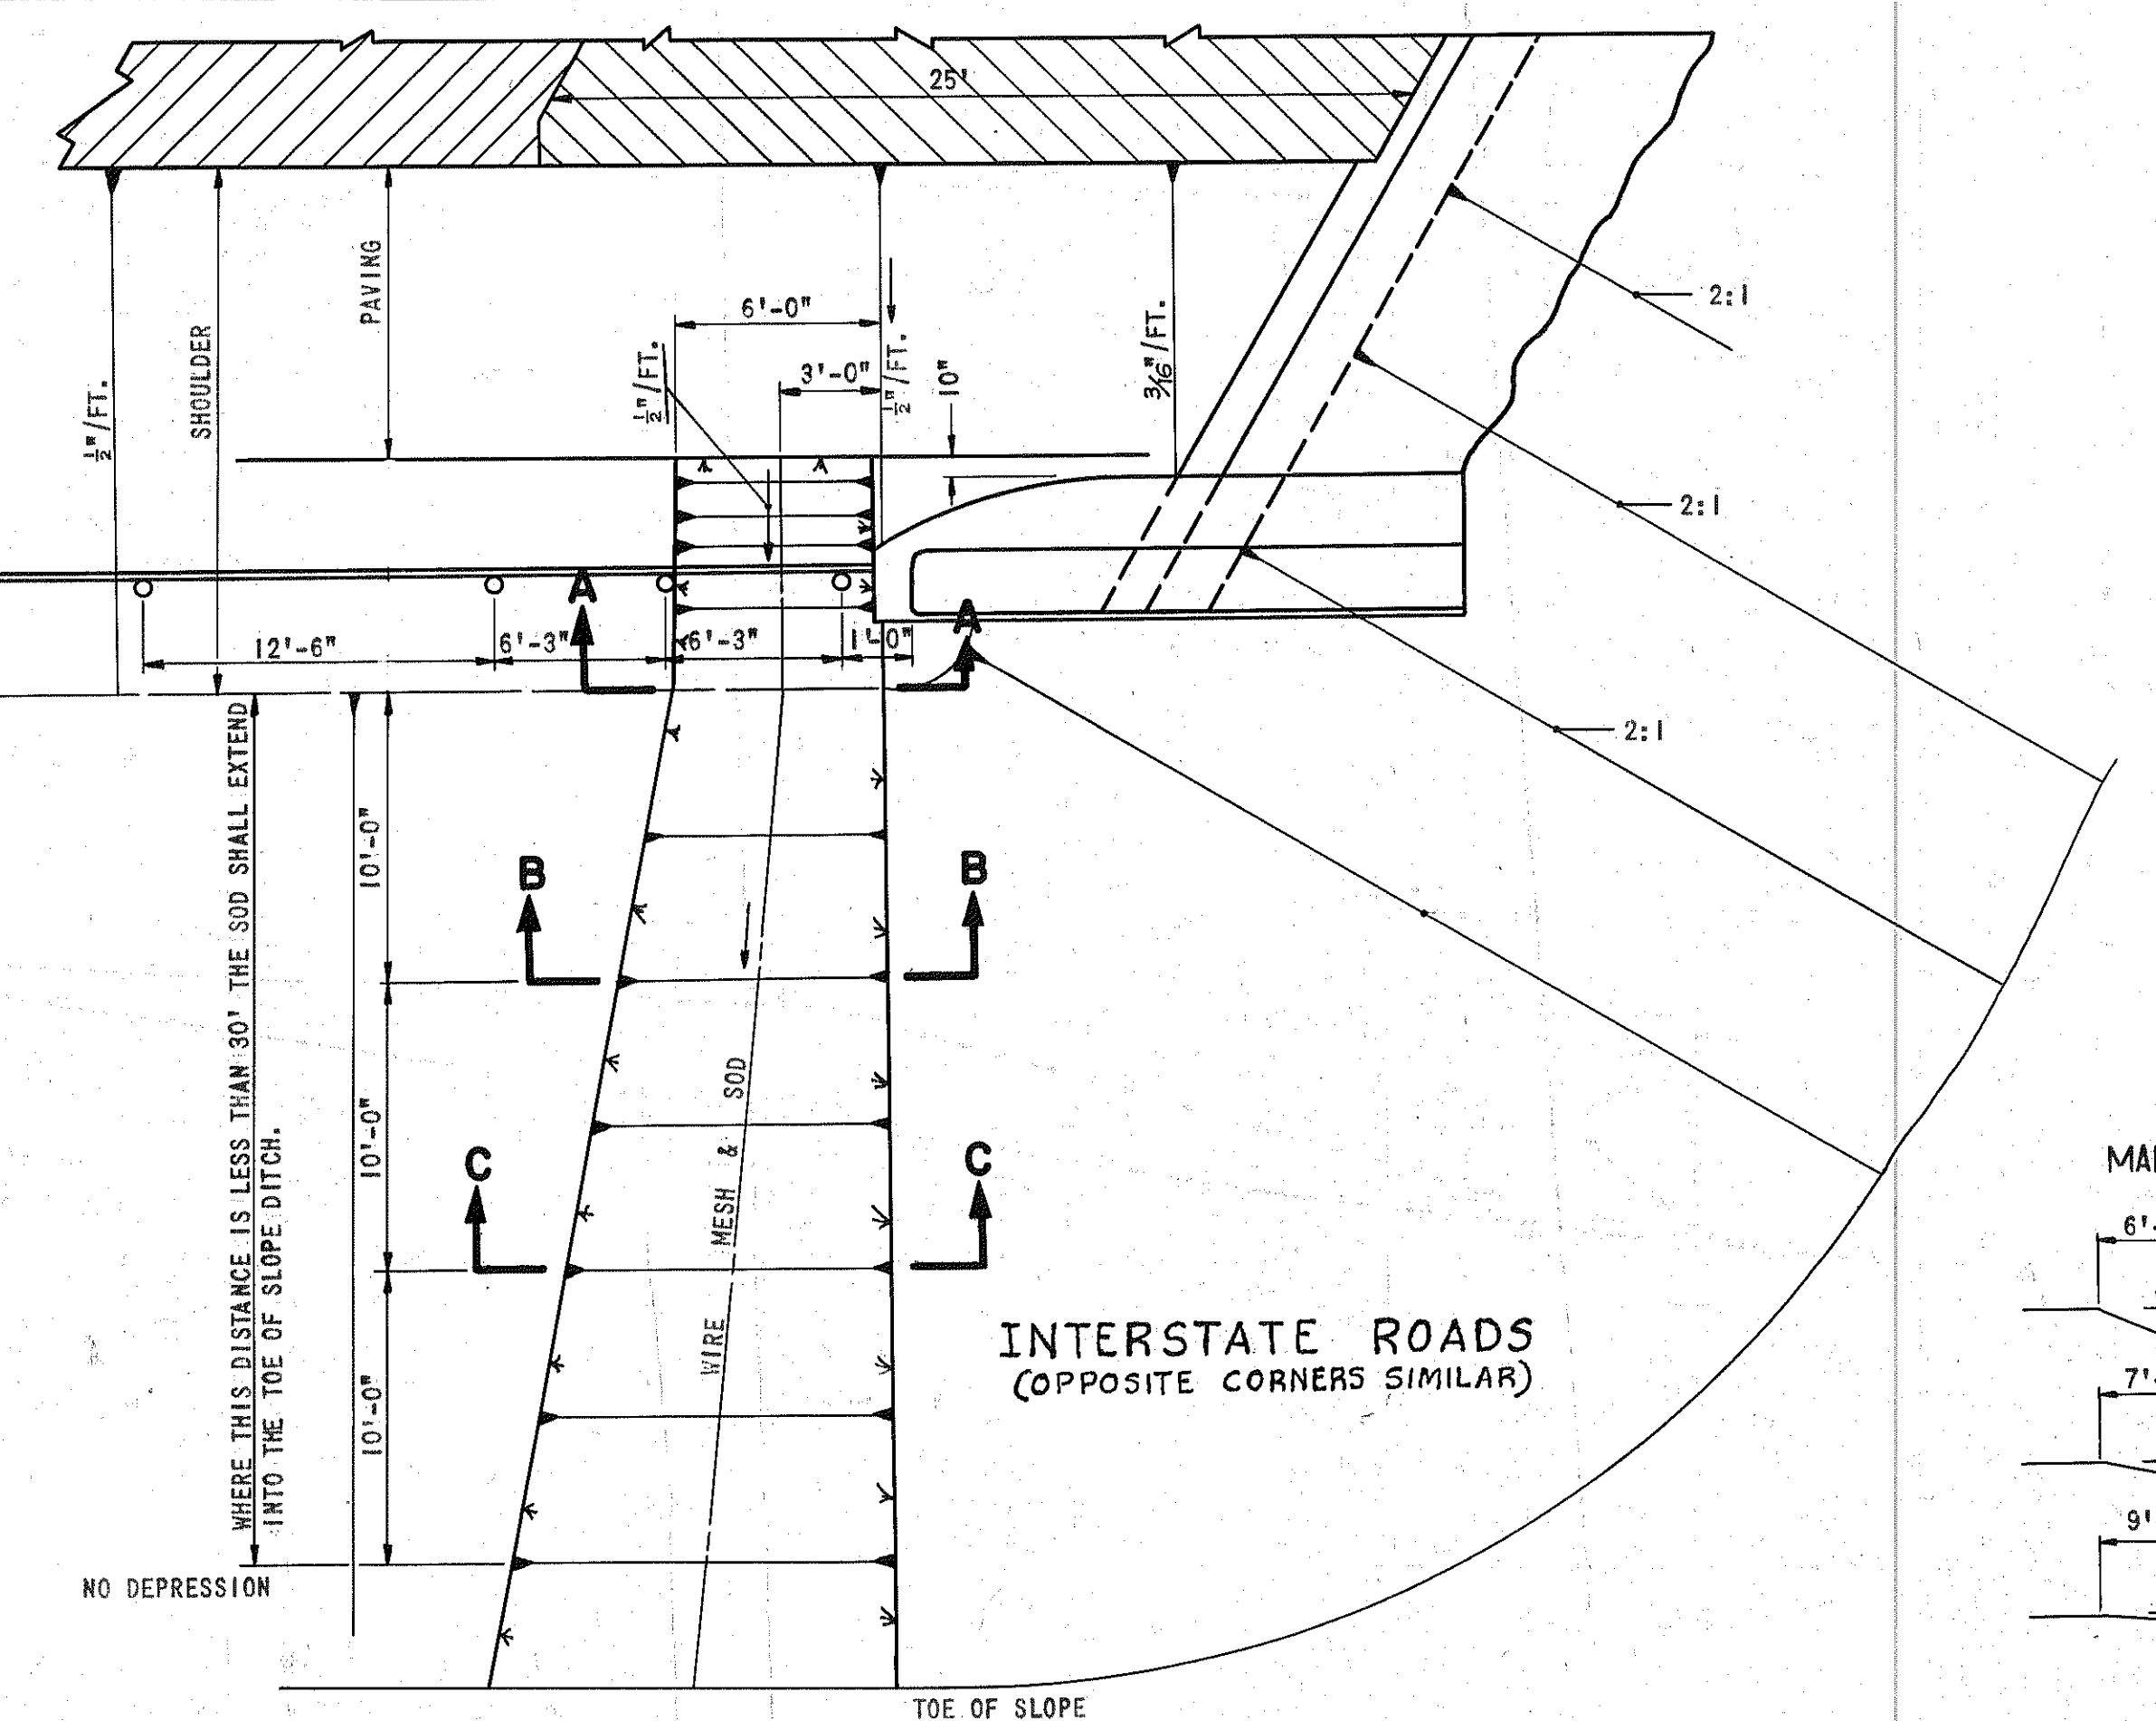 25'
2:1
PAVING
6'-0"
SHOULDER
1/2"/FT.
1/2"/FT.
3'-0"
1/2"/FT.
10"
3/16"/FT.
2:1
A
A
12'-6"
6'-3"
6'-3"
1'-0"
2:1
WHERE THIS DISTANCE IS LESS THAN 30' THE SOD SHALL EXTEND
INTO THE TOE OF SLOPE DITCH.
10'-0"
B
B
10'-0"
WIRE MESH & SOD
C
C
10'-0"
INTERSTATE ROADS
(OPPOSITE CORNERS SIMILAR)
NO DEPRESSION
TOE OF SLOPE
6'
7'
9'